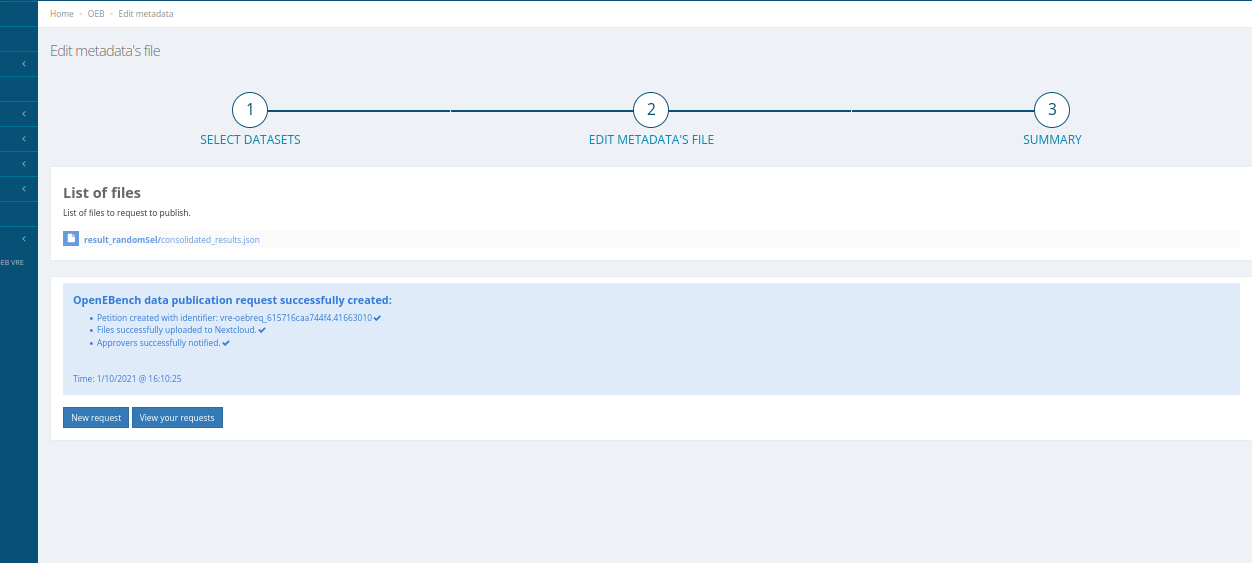 Home • OEB • Edit metadata
Edit metadata's file
1 2 3
SELECT DATASETS EDIT METADATA'S FILE SUMMARY
List of files
List of files to request to publish.
result_randomSel/consolidated_results.json
EB VRE
OpenEBench data publication request successfully created:
• Petition created with identifier: vre-oebreq_615716caa744f4.41663010
• Files successfully uploaded to Nextcloud.
• Approvers successfully notified.
Time: 1/10/2021 @ 16:10:25
New request View your requests